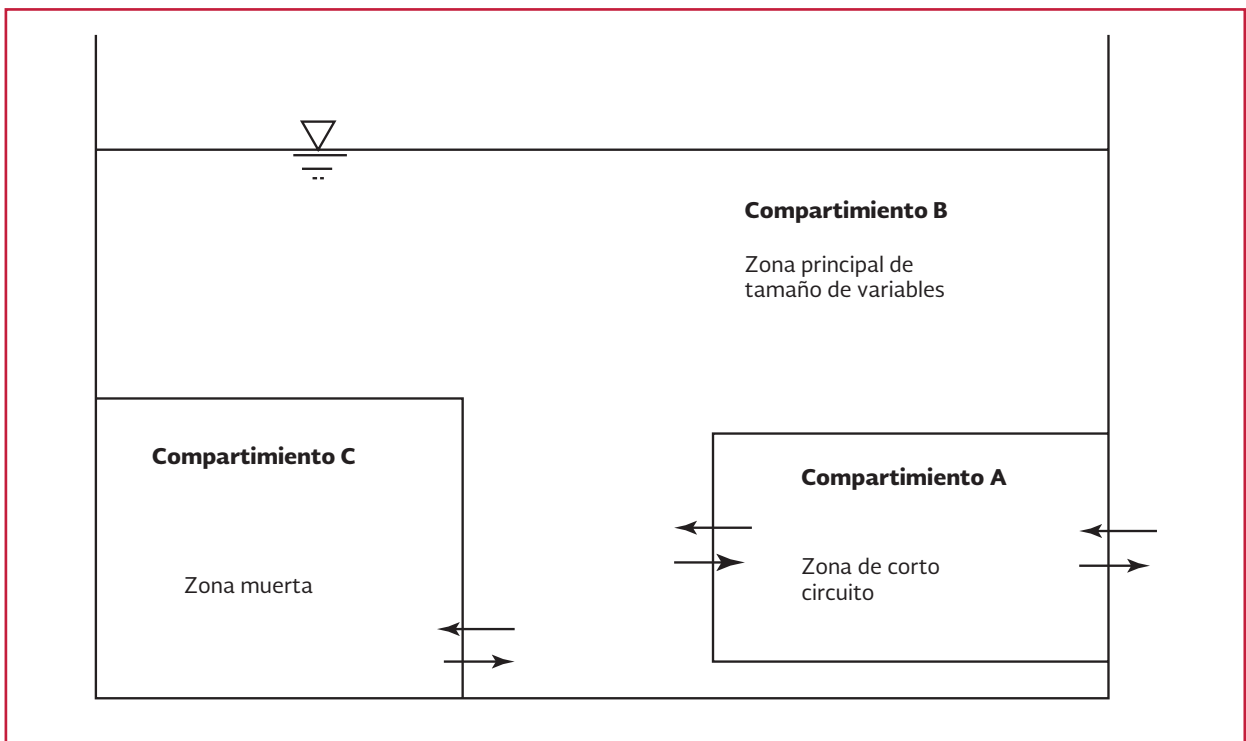 Compartimiento B
Zona principal de
tamaño de variables
Compartimiento C
Zona muerta
Compartimiento A
Zona de corto
circuito